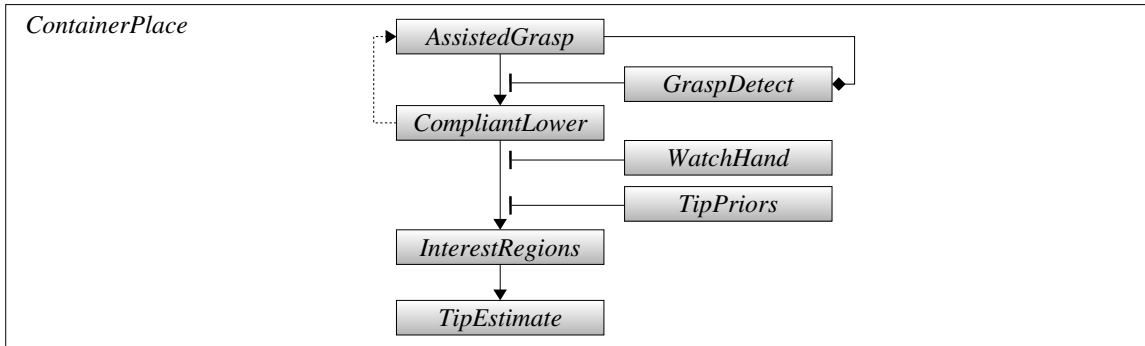 ContainerPlace
AssistedGrasp
GraspDetect
CompliantLower
WatchHand
TipPriors
InterestRegions
TipEstimate